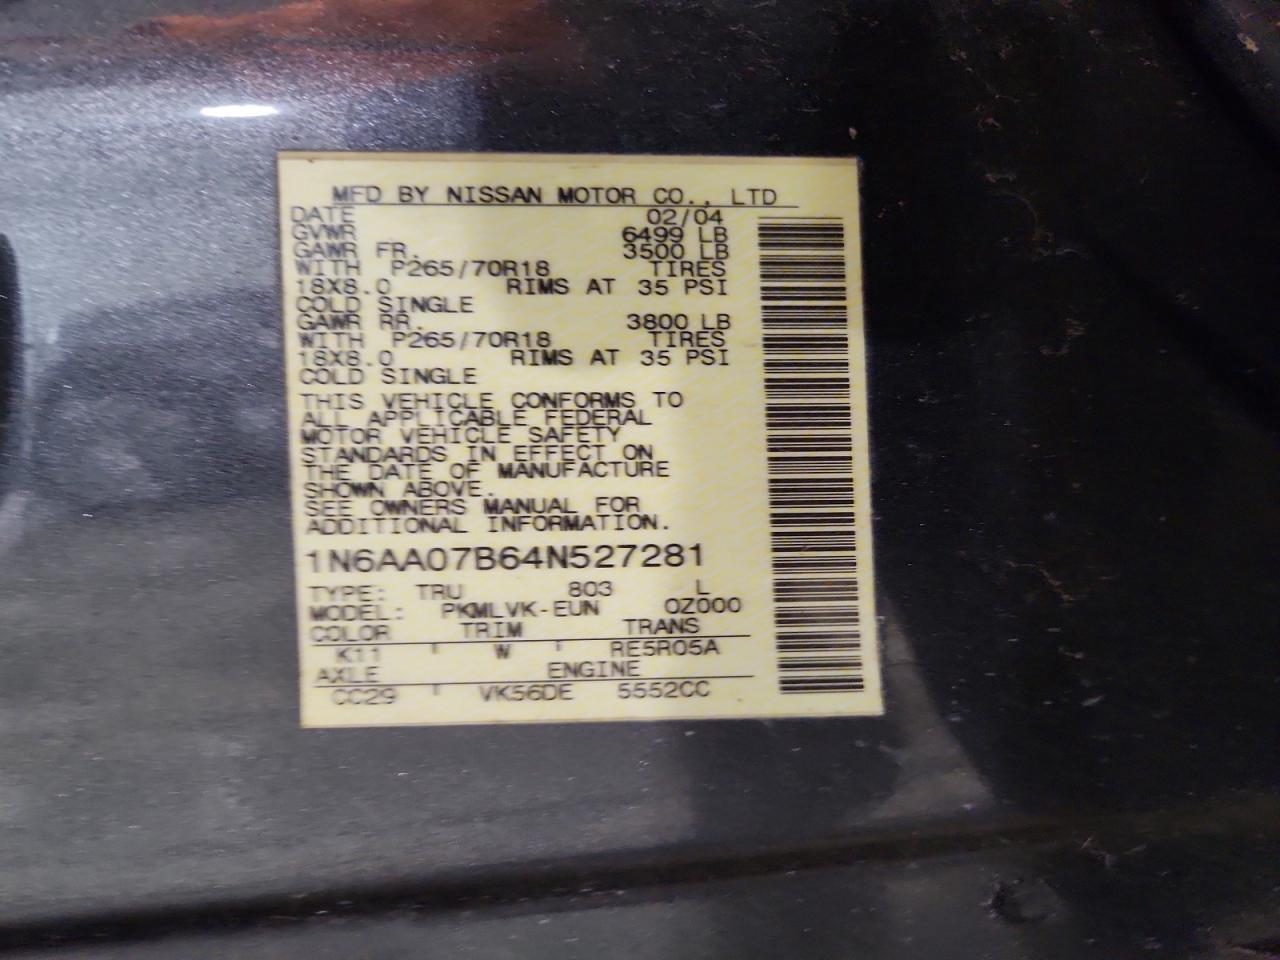 MFD BY NISSAN MOTOR CO., LTD
DATE 02/04
GVWR 6499 LB
GAWR FR. 3500 LB
WITH P265/70R18 TIRES
18X8.0 RIMS AT 35 PSI
COLD SINGLE
GAWR RR. 3800 LB
WITH P265/70R18 TIRES
18X8.0 RIMS AT 35 PSI
COLD SINGLE
THIS VEHICLE CONFORMS TO
ALL APPLICABLE FEDERAL
MOTOR VEHICLE SAFETY
STANDARDS IN EFFECT ON
THE DATE OF MANUFACTURE
SHOWN ABOVE.
SEE OWNERS MANUAL FOR
ADDITIONAL INFORMATION.
1N6AA07B64N527281
TYPE: TRU 803 L
MODEL: PKMLVK-EUN 0Z000
COLOR TRIM TRANS
K11 ' W ' RE5R05A
AXLE ENGINE
CC29 ' VK56DE 5552CC